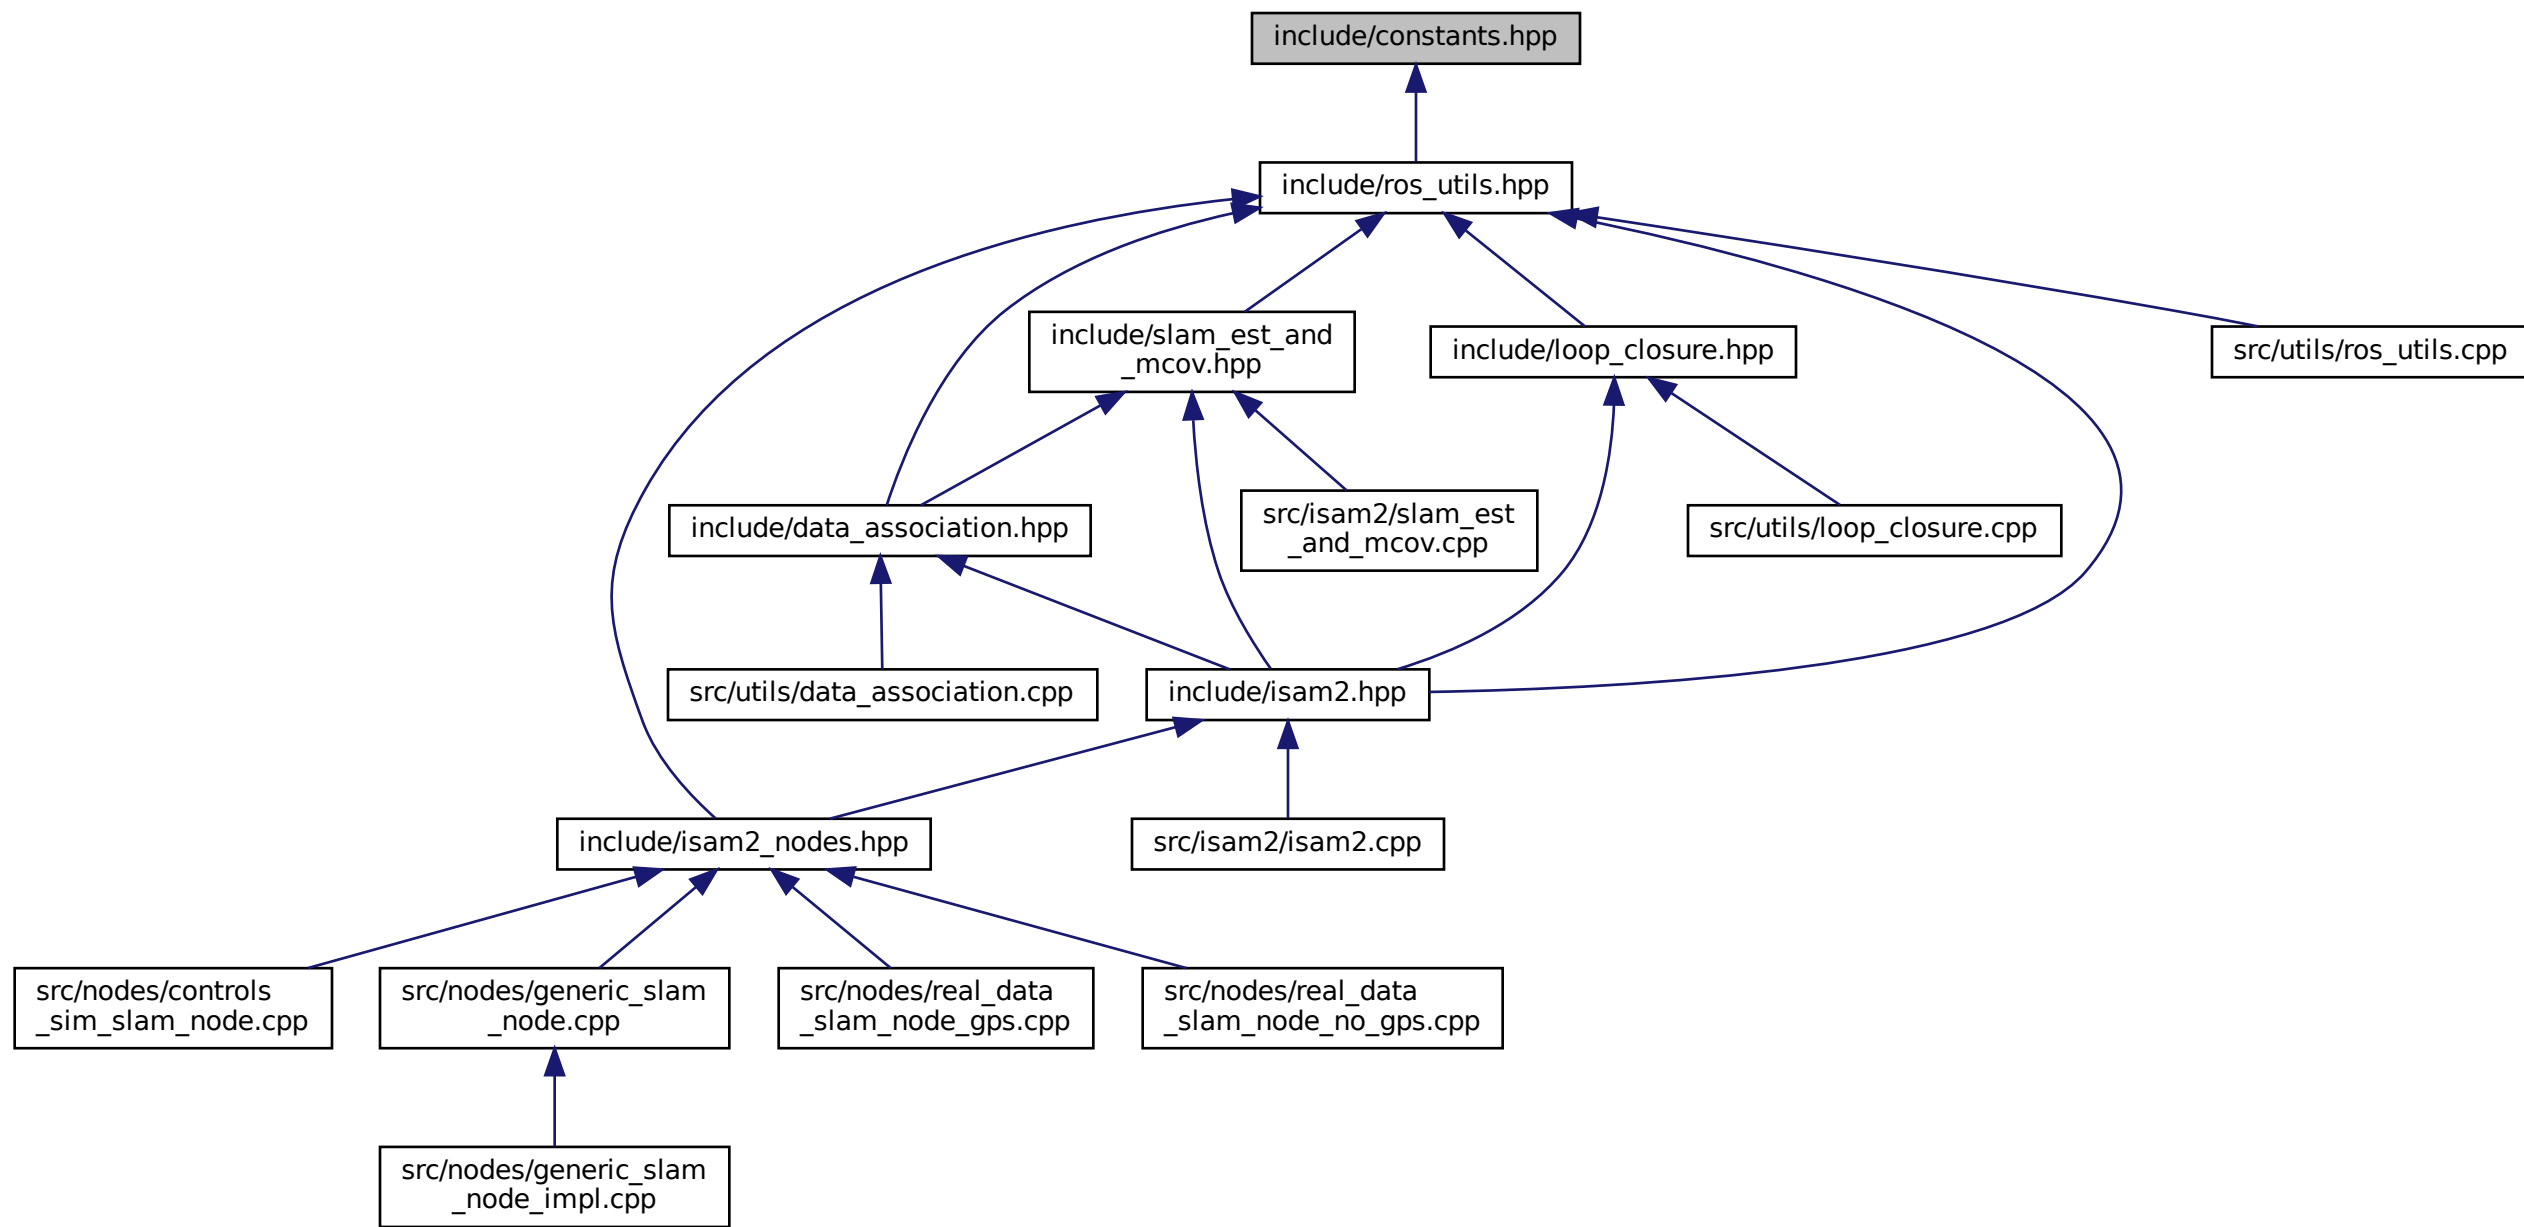 include/constants.hpp
include/ros_utils.hpp
include/slam_est_and
_mcov.hpp
include/loop_closure.hpp
src/utils/ros_utils.cpp
include/data_association.hpp
src/isam2/slam_est
_and_mcov.cpp
src/utils/loop_closure.cpp
src/utils/data_association.cpp
include/isam2.hpp
include/isam2_nodes.hpp
src/isam2/isam2.cpp
src/nodes/controls
_sim_slam_node.cpp
src/nodes/generic_slam
_node.cpp
src/nodes/real_data
_slam_node_gps.cpp
src/nodes/real_data
_slam_node_no_gps.cpp
src/nodes/generic_slam
_node_impl.cpp